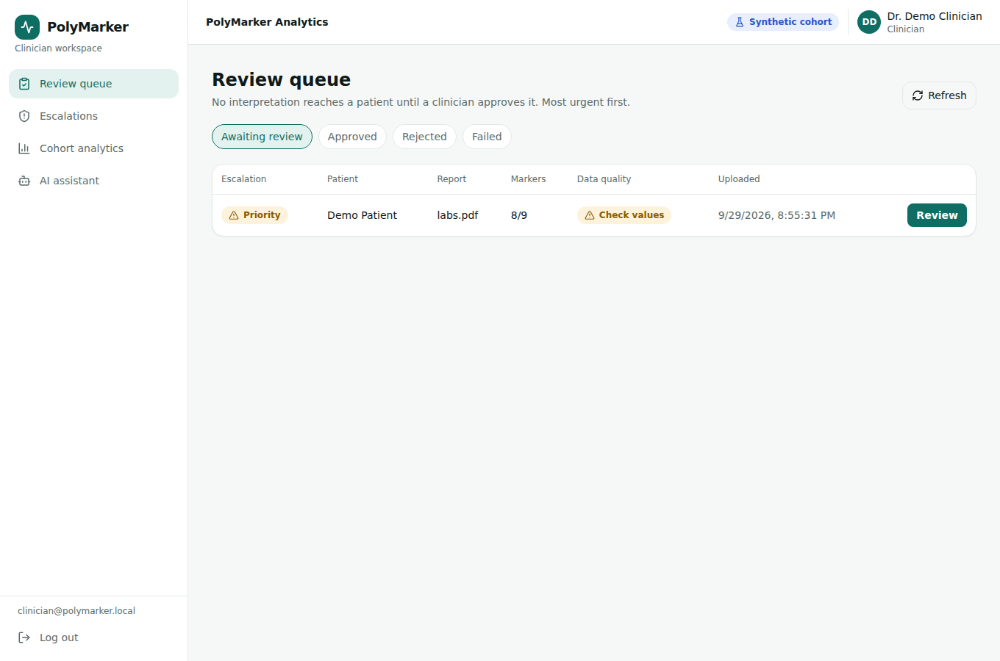 PolyMarker
Clinician workspace
Review queue
Escalations
Cohort analytics
AI assistant
clinician@polymarker.local
Log out
PolyMarker Analytics
Synthetic cohort
DD
Dr. Demo Clinician
Clinician
Review queue
No interpretation reaches a patient until a clinician approves it. Most urgent first.
Refresh
Awaiting review Approved Rejected Failed
Escalation Patient Report Markers Data quality Uploaded
Priority Demo Patient labs.pdf 8/9 Check values 9/29/2026, 8:55:31 PM Review